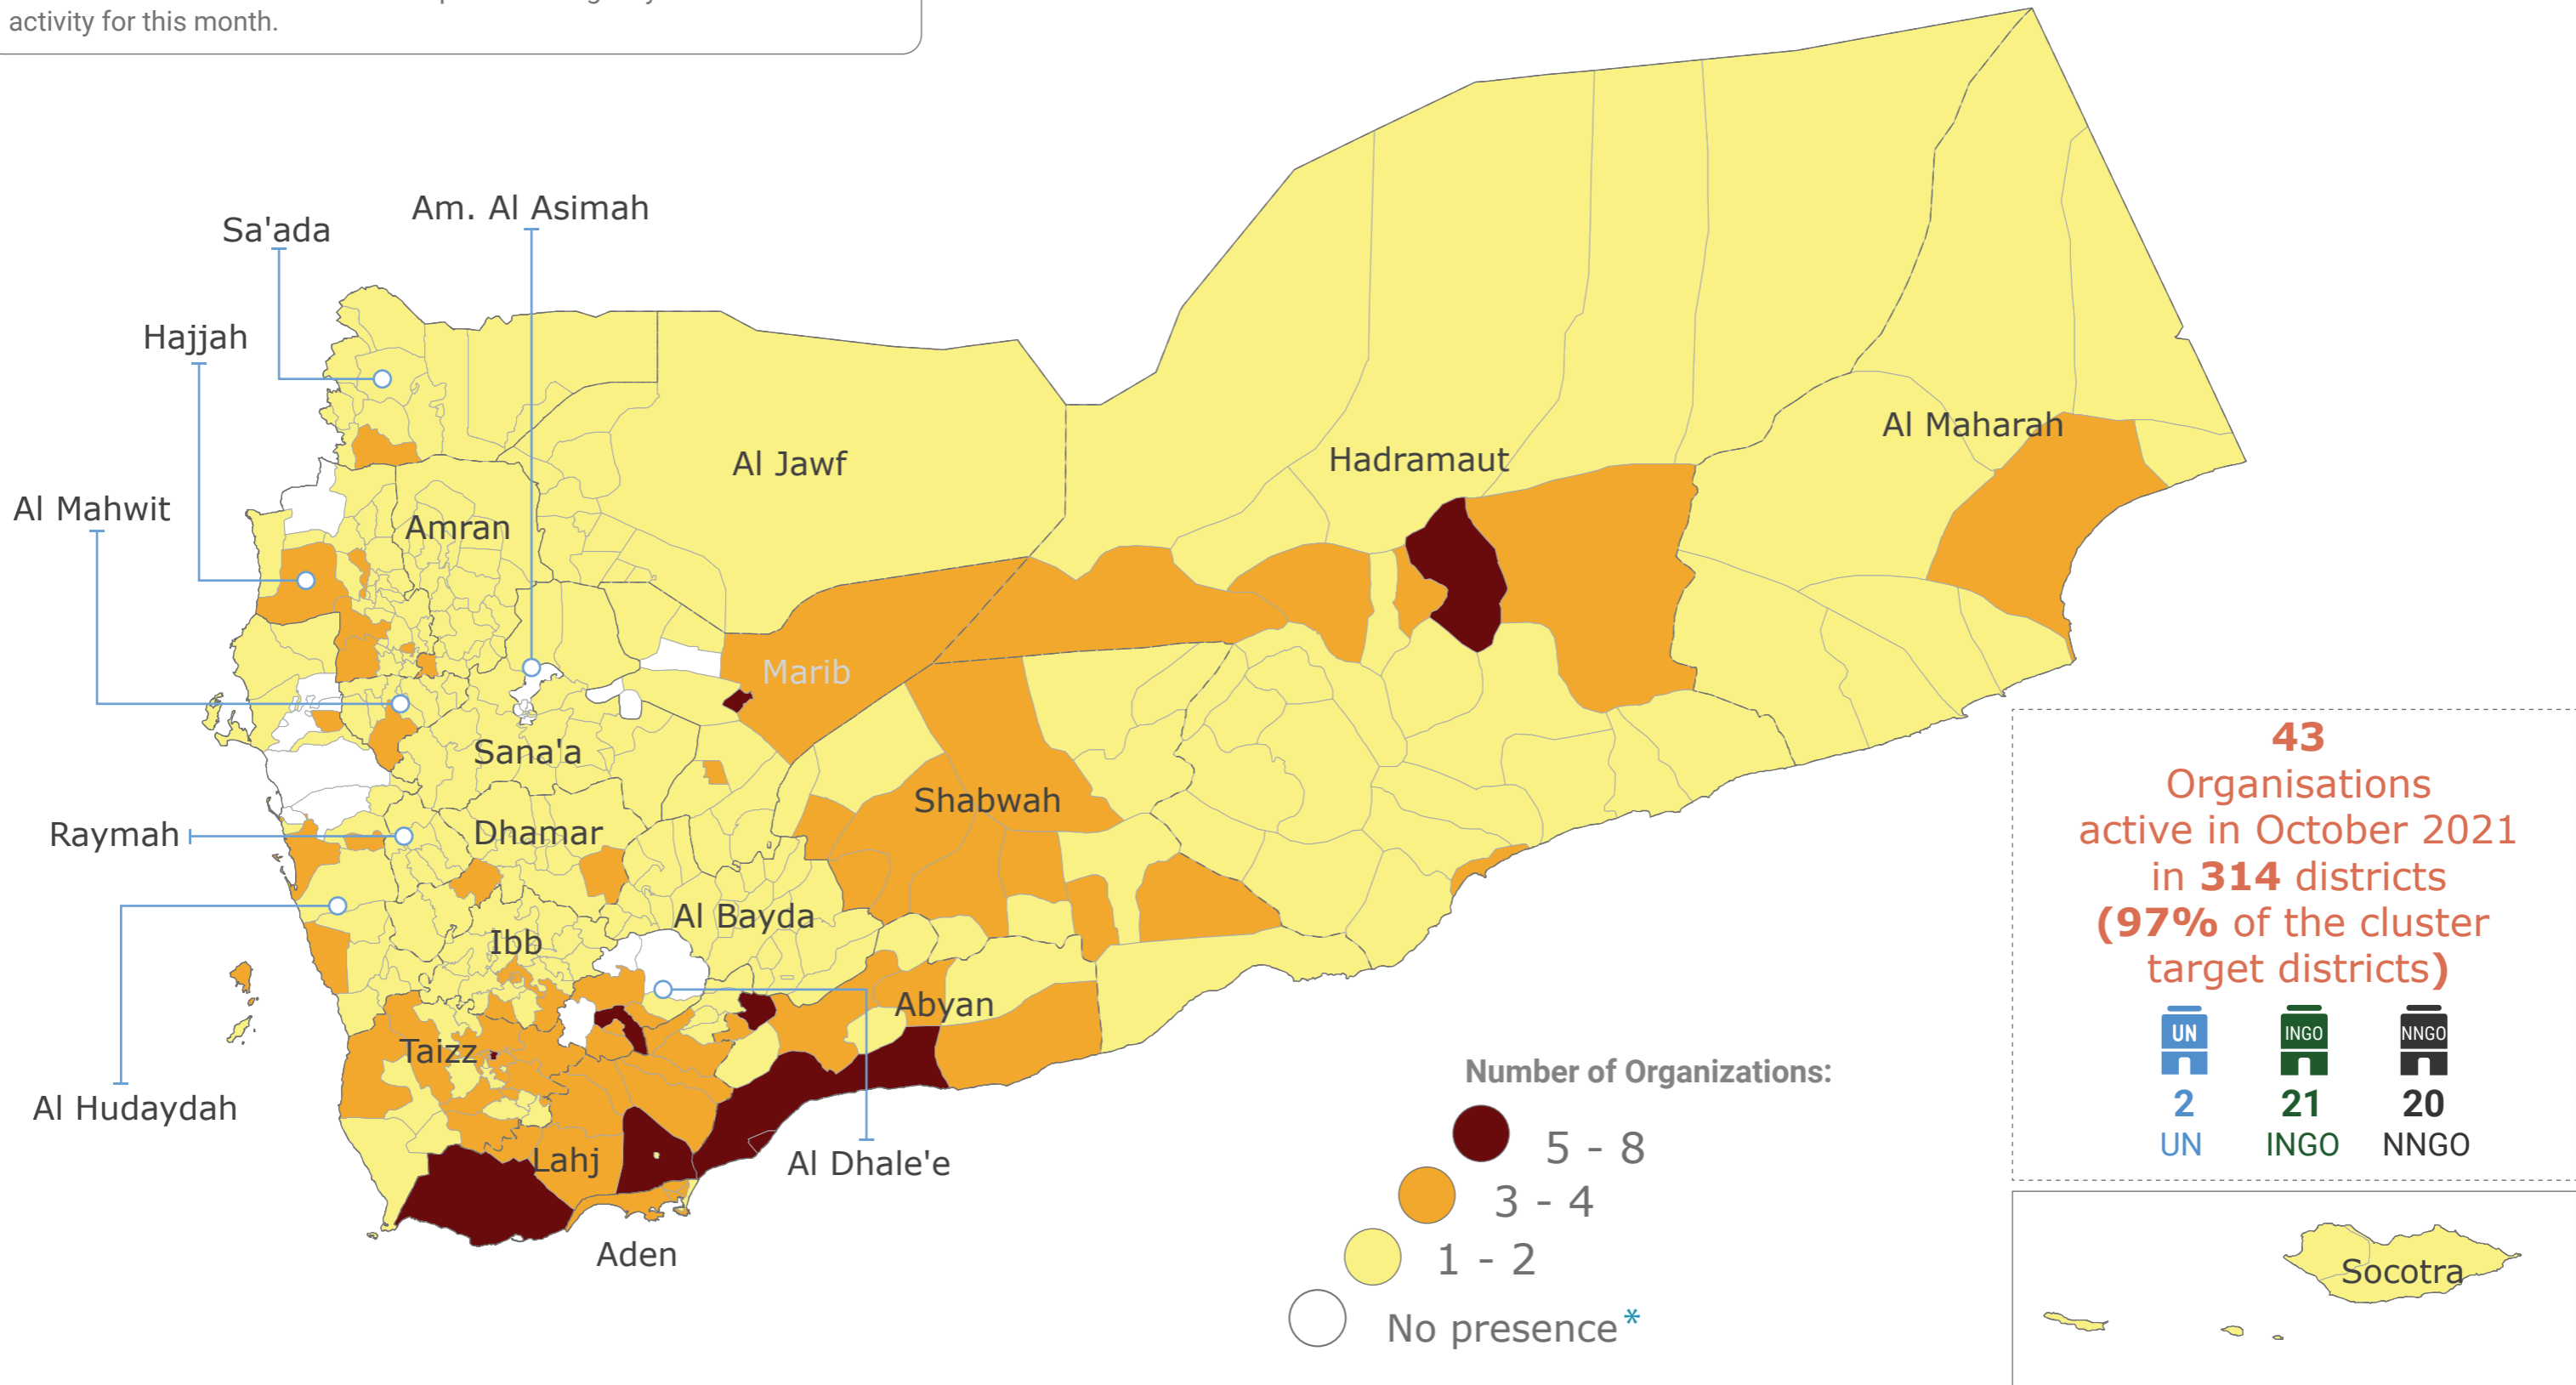 activity for this month.
Am. Al Asimah
Sa'ada
Hajjah
Al Mahwit
Al Jawf
Amran
Hadramaut
Al Maharah
Marib
Sana'a
Shabwah
Raymah
Dhamar
Al Bayda
Ibb
Abyan
Taizz
Al Hudaydah
Lahj
Al Dhale'e
Aden
Number of Organizations:
5 - 8
3 - 4
1 - 2
No presence*
43
Organisations
active in October 2021
in 314 districts
(97% of the cluster
target districts)
UN INGO NNGO
2 21 20
UN INGO NNGO
Socotra